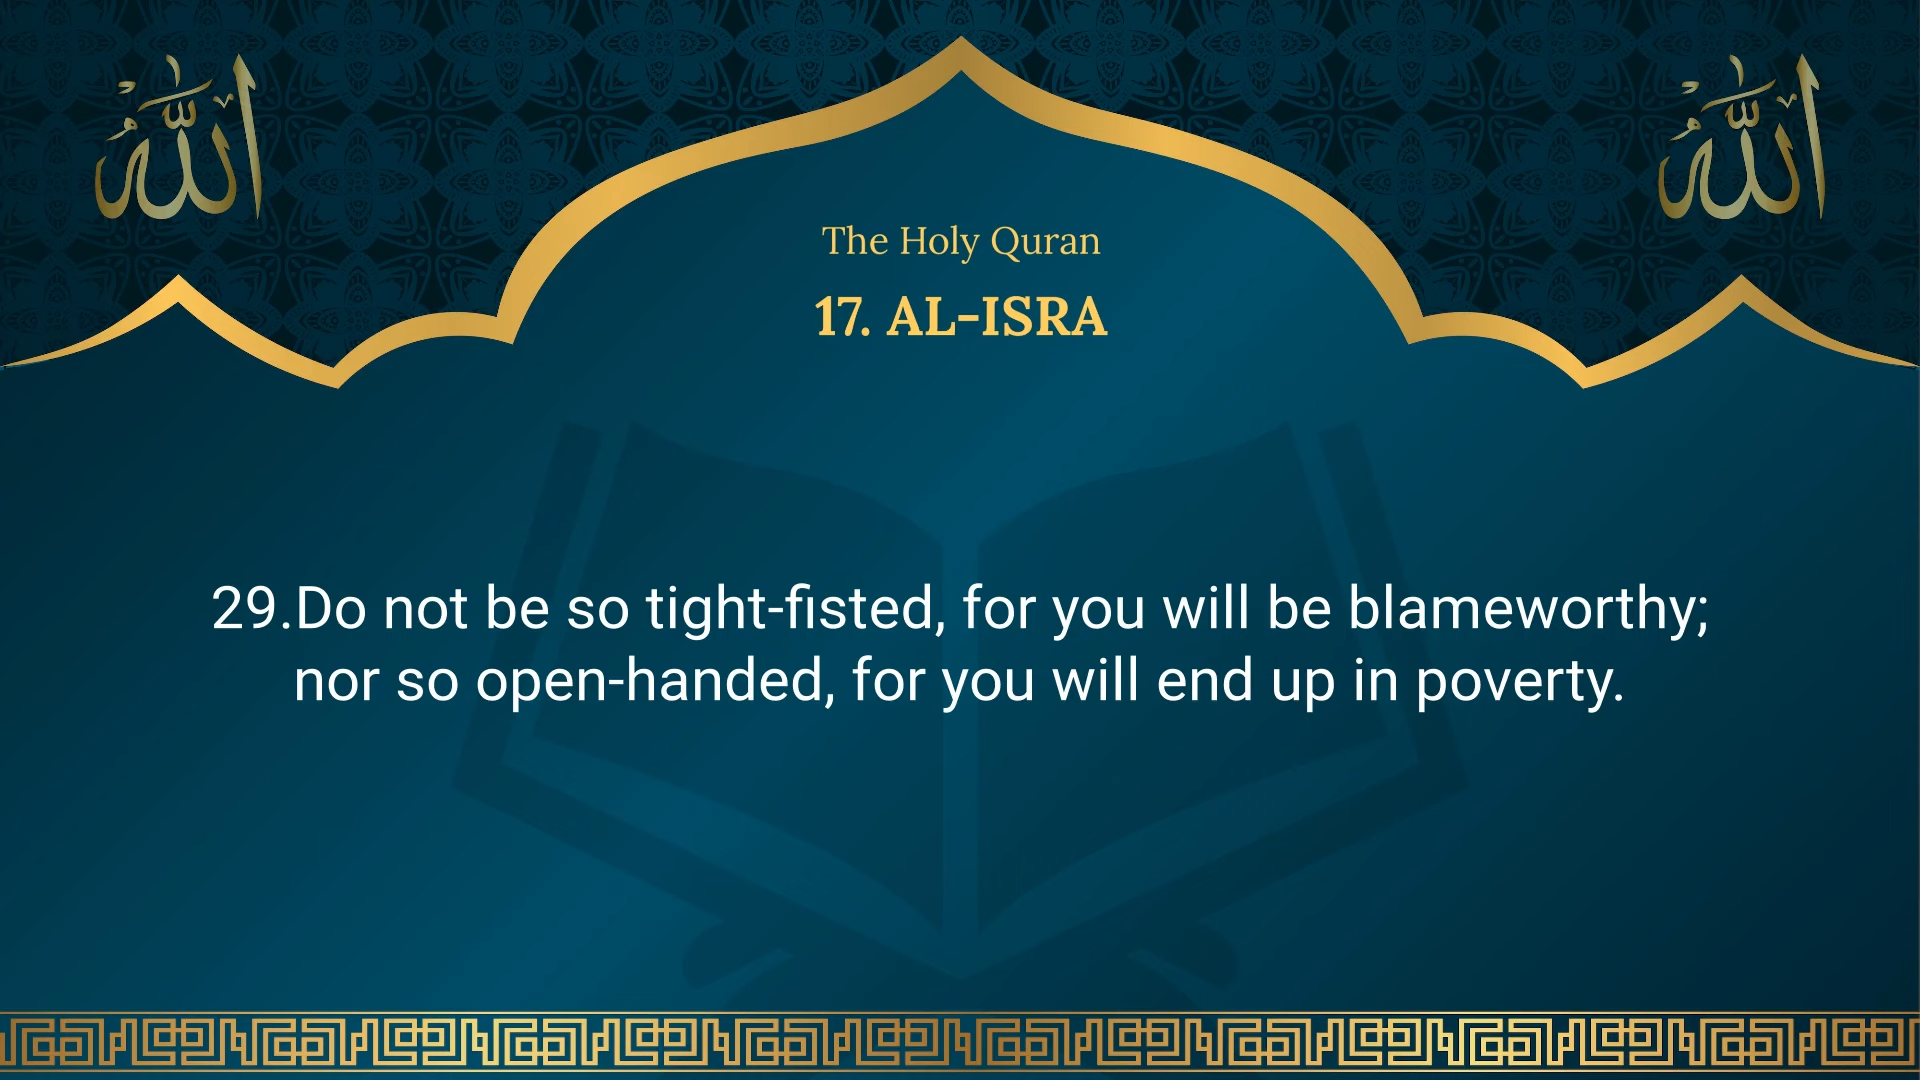 الله
الله
The Holy Quran
17. AL-ISRA
29.Do not be so tight-fisted, for you will be blameworthy;
nor so open-handed, for you will end up in poverty.